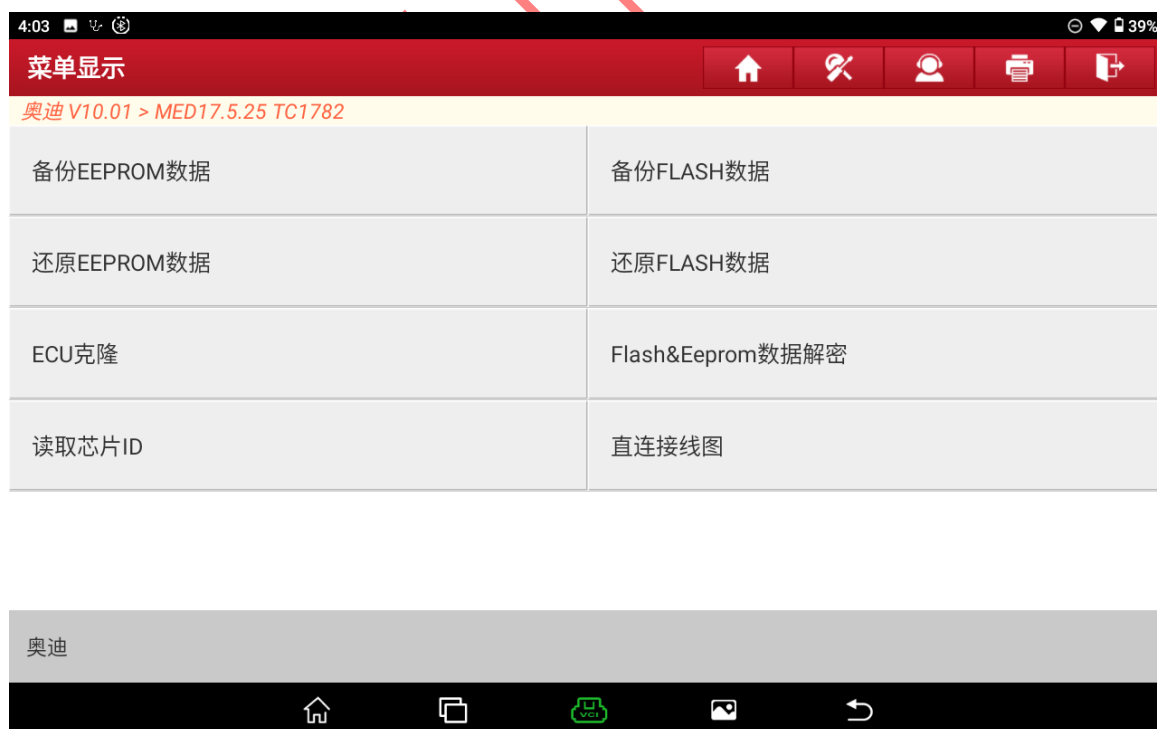 4:03
39%
菜单显示
奥迪 V10.01 > MED17.5.25 TC1782
备份EEPROM数据
备份FLASH数据
还原EEPROM数据
还原FLASH数据
ECU克隆
Flash&Eeprom数据解密
读取芯片ID
直连接线图
奥迪
VCI